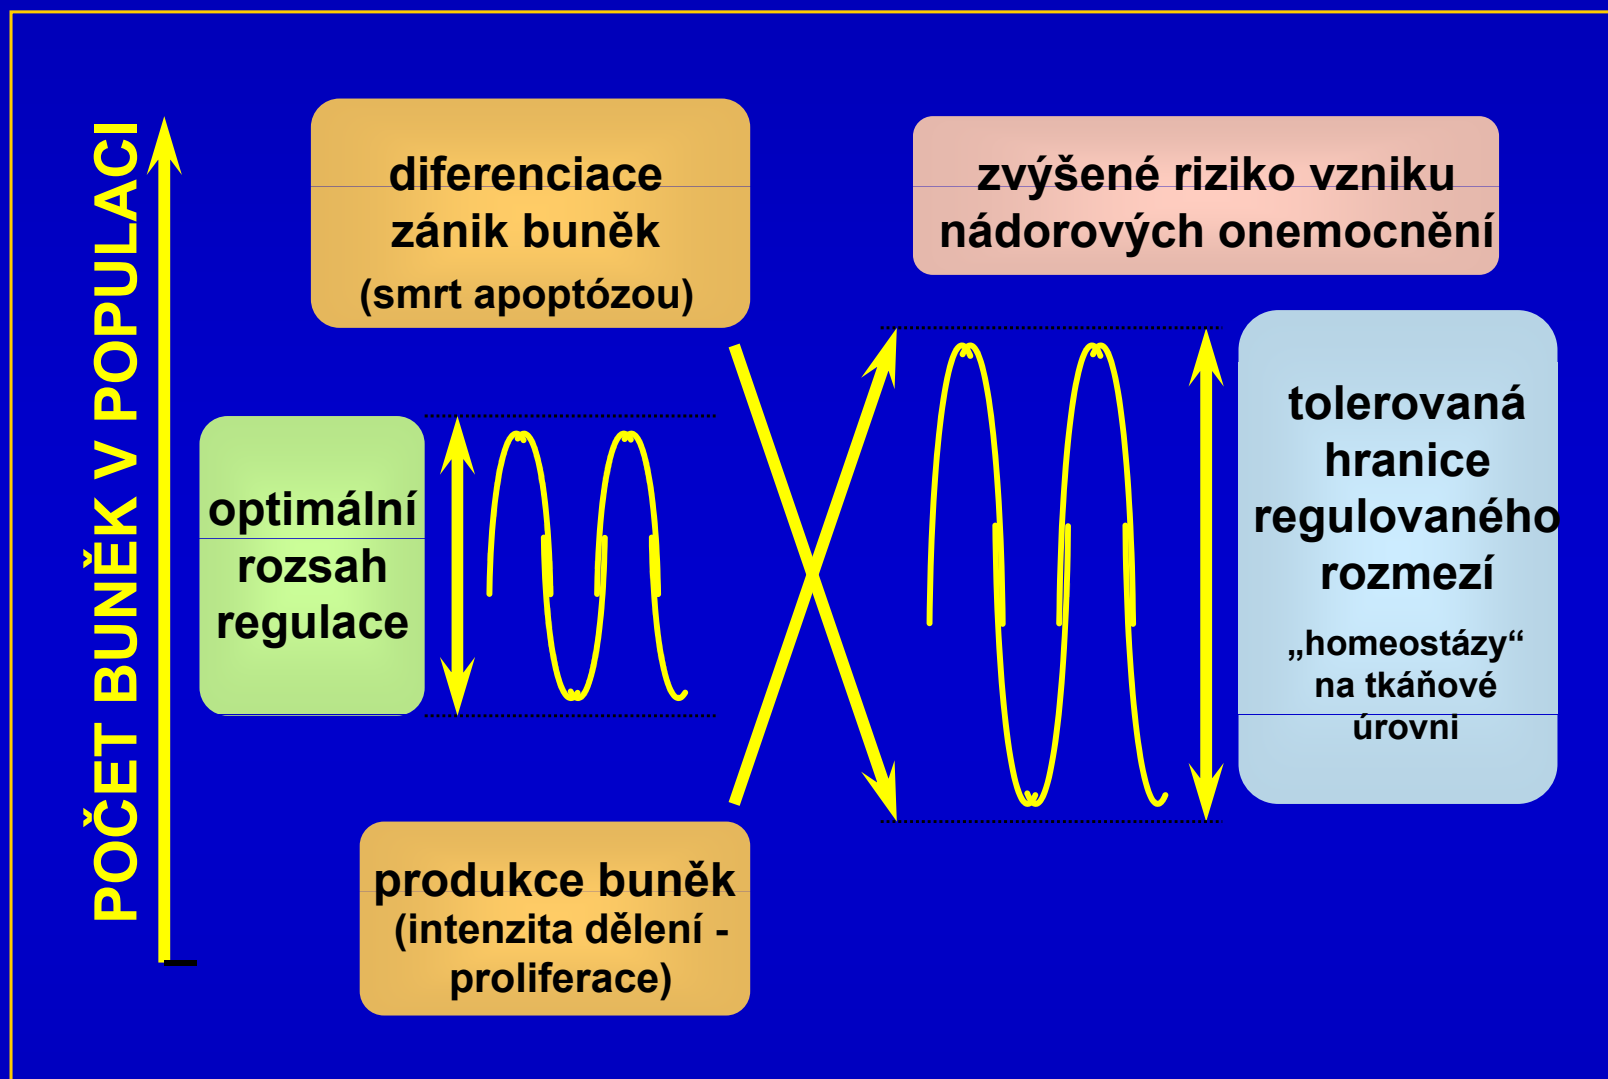 POČET BUNĚK V POPULACI
diferenciace
zánik buněk
(smrt apoptózou)
zvýšené riziko vzniku
nádorových onemocnění
optimální
rozsah
regulace
tolerovaná
hranice
regulovaného
rozmezí
„homeostázy“
na tkáňové
úrovni
produkce buněk
(intenzita dělení -
proliferace)